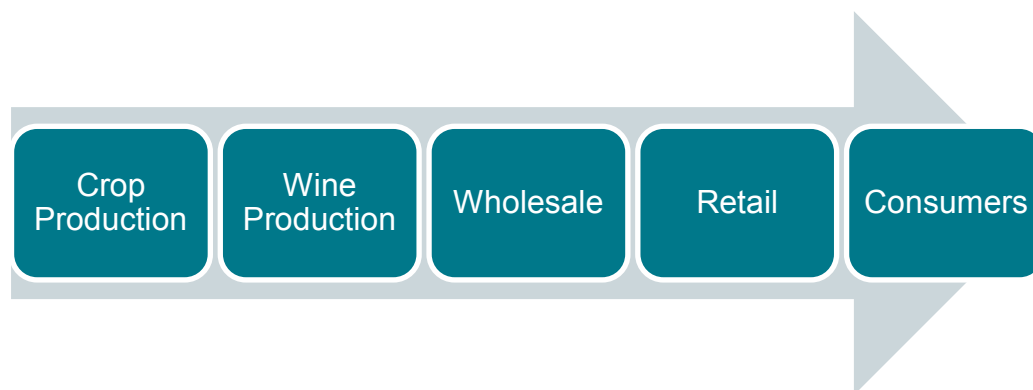 Crop
Production
Wine
Production
Wholesale
Retail
Consumers